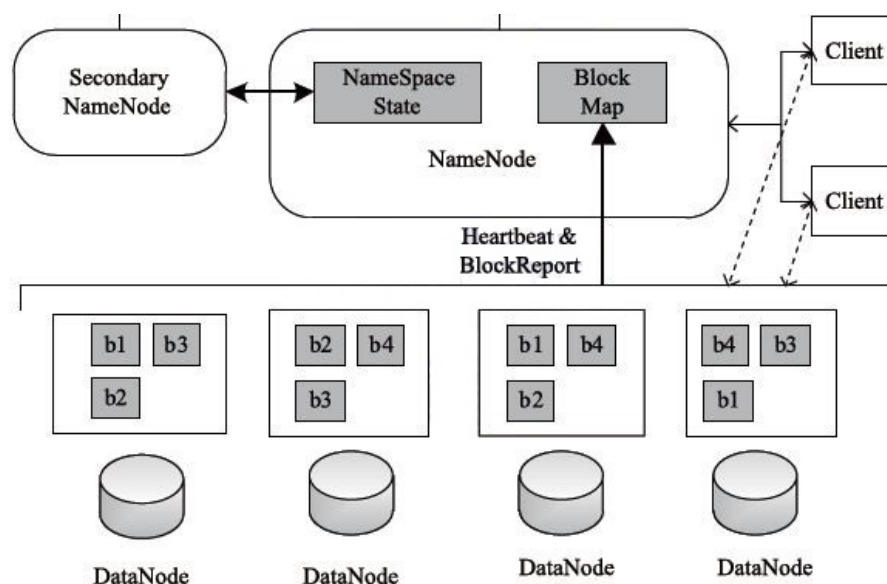 Secondary
NameNode
NameSpace
State
Block
Map
NameNode
Client
Client
Heartbeat &
BlockReport
b1 b3
b2
b2 b4
b3
b1 b4
b2
b4 b3
b1
DataNode
DataNode
DataNode
DataNode